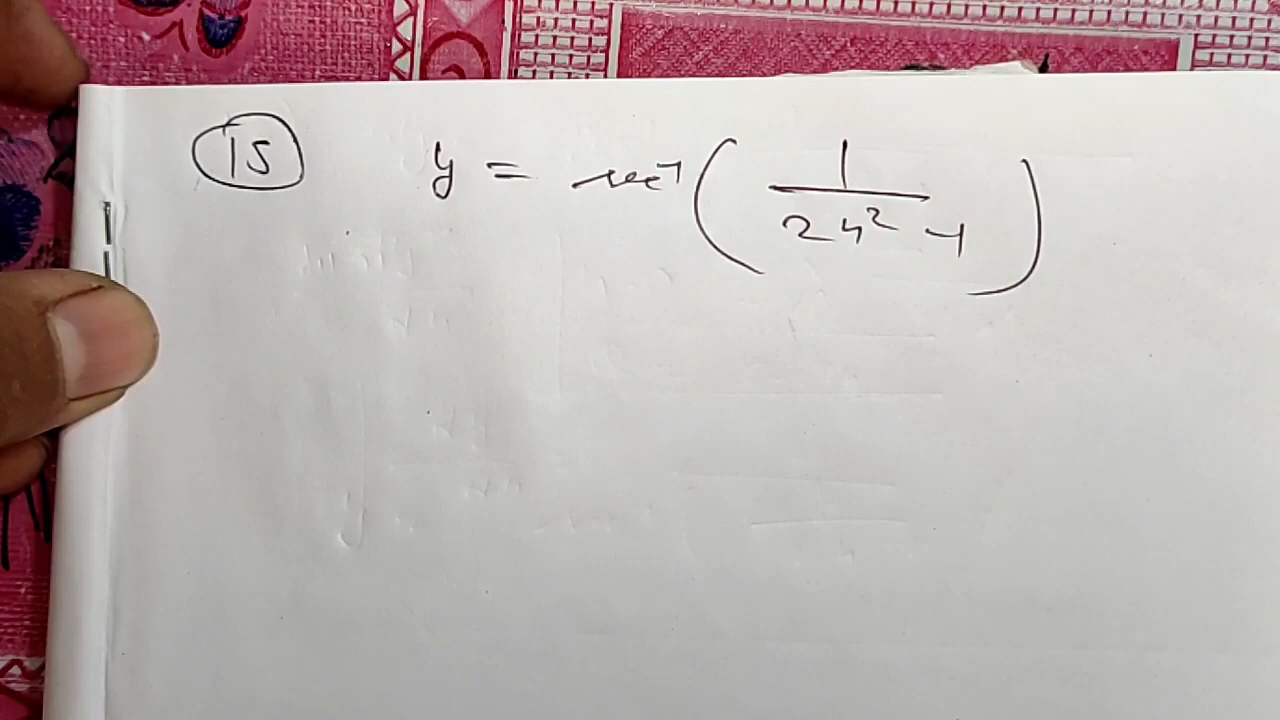 15 y = sec⁻¹ ( 1 / 2x² - 1 )